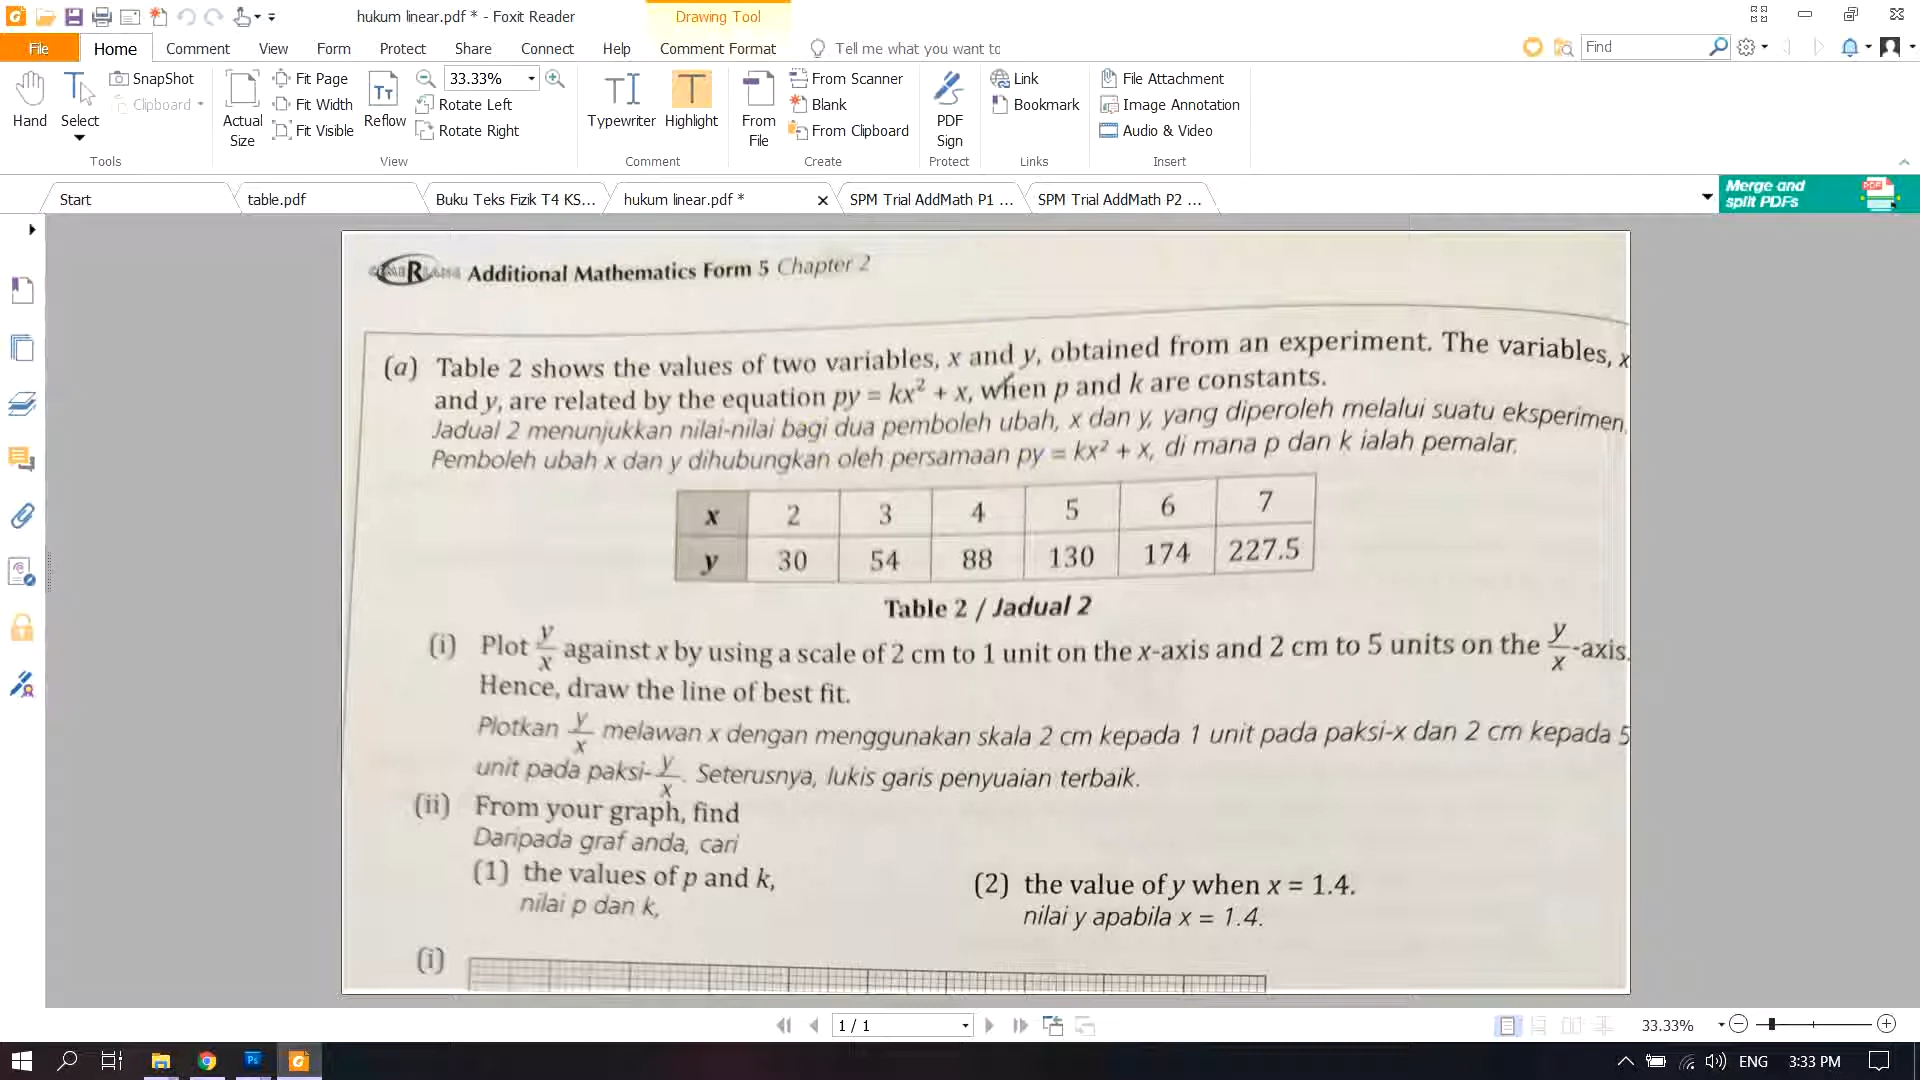 hukum linear.pdf * - Foxit Reader
Drawing Tool
File
Home
Comment
View
Form
Protect
Share
Connect
Help
Comment Format
Tell me what you want to
Find
Hand
Select
SnapShot
Clipboard
Tools
Actual Size
Fit Page
Fit Width
Fit Visible
Reflow
33.33%
Rotate Left
Rotate Right
View
Typewriter
Highlight
Comment
From File
From Scanner
Blank
From Clipboard
Create
PDF Sign
Protect
Link
Bookmark
Links
File Attachment
Image Annotation
Audio & Video
Insert
Start
table.pdf
Buku Teks Fizik T4 KS...
hukum linear.pdf *
SPM Trial AddMath P1 ...
SPM Trial AddMath P2 ...
Merge and
split PDFs
Additional Mathematics Form 5 Chapter 2
(a) Table 2 shows the values of two variables, x and y, obtained from an experiment. The variables, x
and y, are related by the equation py = kx² + x, when p and k are constants.
Jadual 2 menunjukkan nilai-nilai bagi dua pemboleh ubah, x dan y, yang diperoleh melalui suatu eksperimen.
Pemboleh ubah x dan y dihubungkan oleh persamaan py = kx² + x, di mana p dan k ialah pemalar.
x 2 3 4 5 6 7
y 30 54 88 130 174 227.5
Table 2 / Jadual 2
(i) Plot y/x against x by using a scale of 2 cm to 1 unit on the x-axis and 2 cm to 5 units on the y/x-axis.
Hence, draw the line of best fit.
Plotkan y/x melawan x dengan menggunakan skala 2 cm kepada 1 unit pada paksi-x dan 2 cm kepada 5
unit pada paksi-y/x. Seterusnya, lukis garis penyuaian terbaik.
(ii) From your graph, find
Daripada graf anda, cari
(1) the values of p and k,
nilai p dan k,
(2) the value of y when x = 1.4.
nilai y apabila x = 1.4.
(i)
1 / 1
33.33%
ENG
3:33 PM